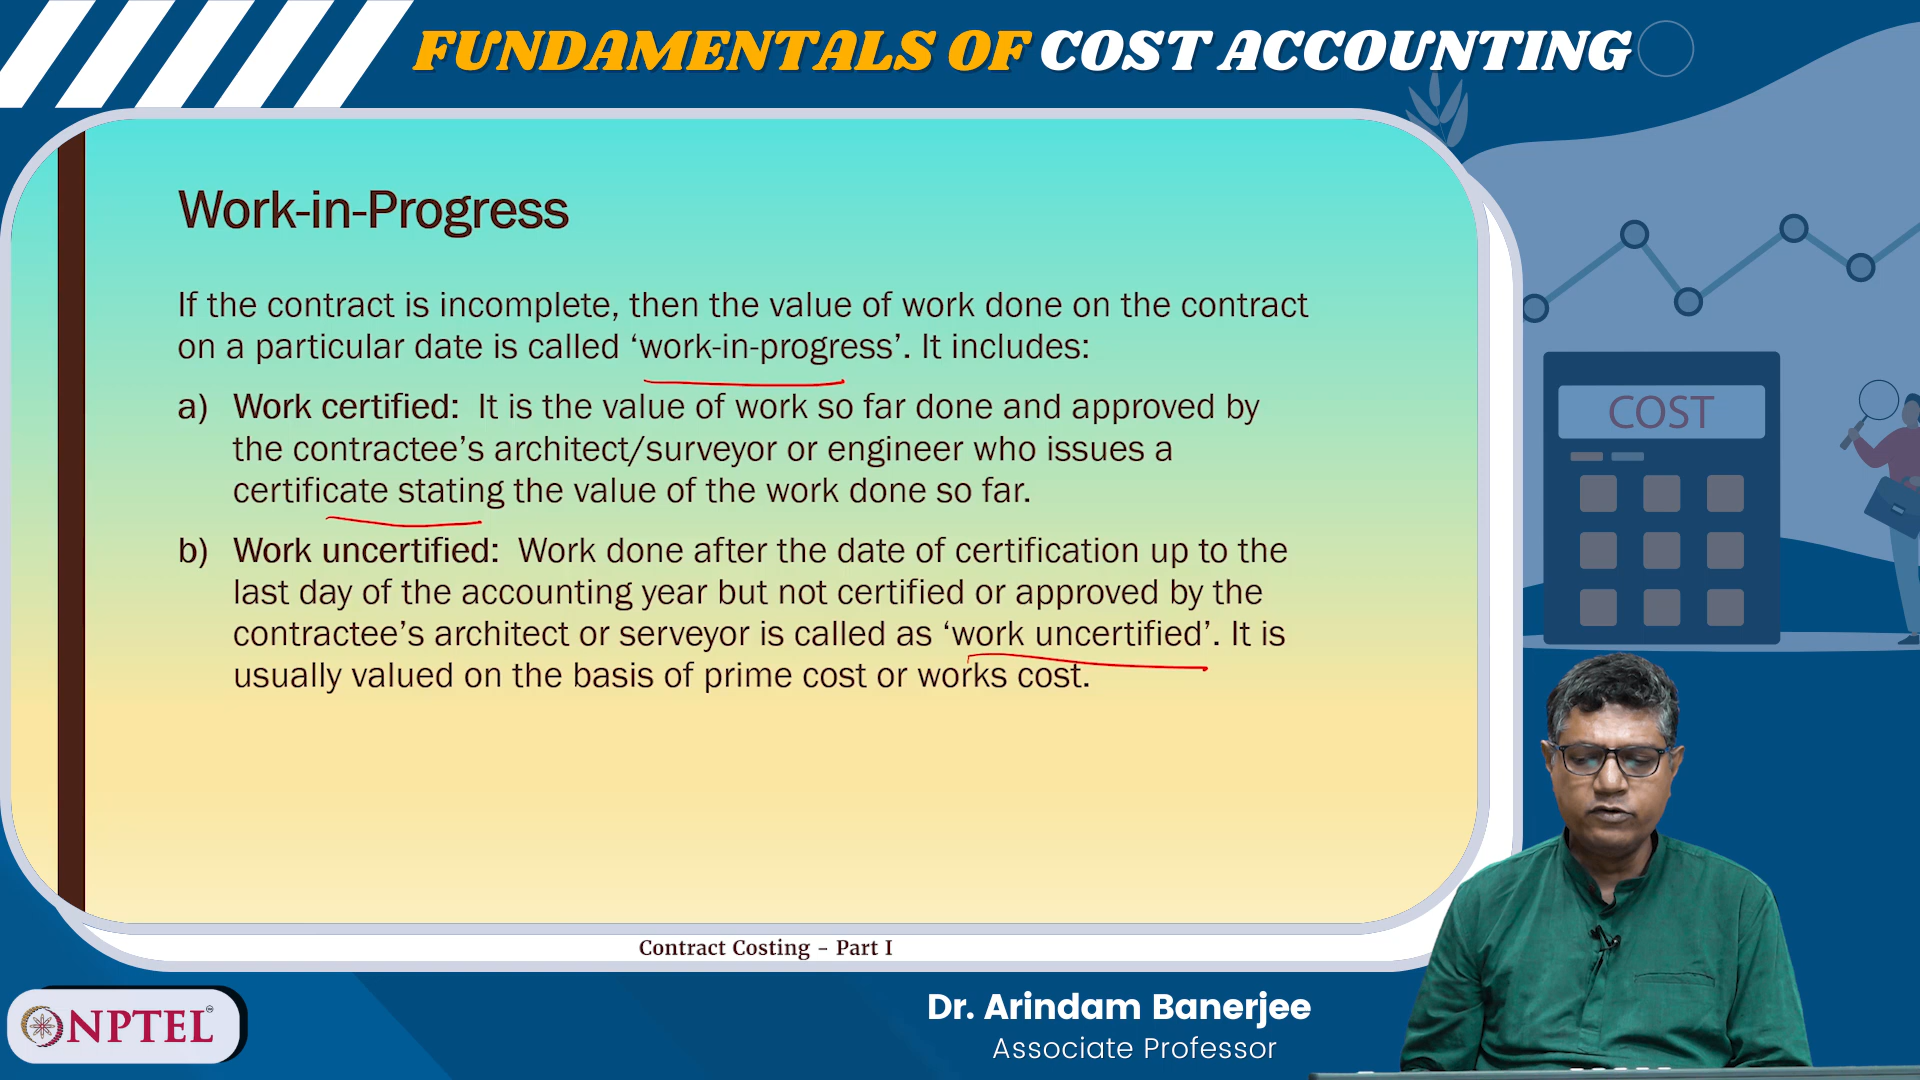 FUNDAMENTALS OF COST ACCOUNTING
Work-in-Progress
If the contract is incomplete, then the value of work done on the contract
on a particular date is called ‘work-in-progress’. It includes:
a) Work certified: It is the value of work so far done and approved by
the contractee’s architect/surveyor or engineer who issues a
certificate stating the value of the work done so far.
b) Work uncertified: Work done after the date of certification up to the
last day of the accounting year but not certified or approved by the
contractee’s architect or serveyor is called as ‘work uncertified’. It is
usually valued on the basis of prime cost or works cost.
COST
Contract Costing – Part I
NPTEL
Dr. Arindam Banerjee
Associate Professor